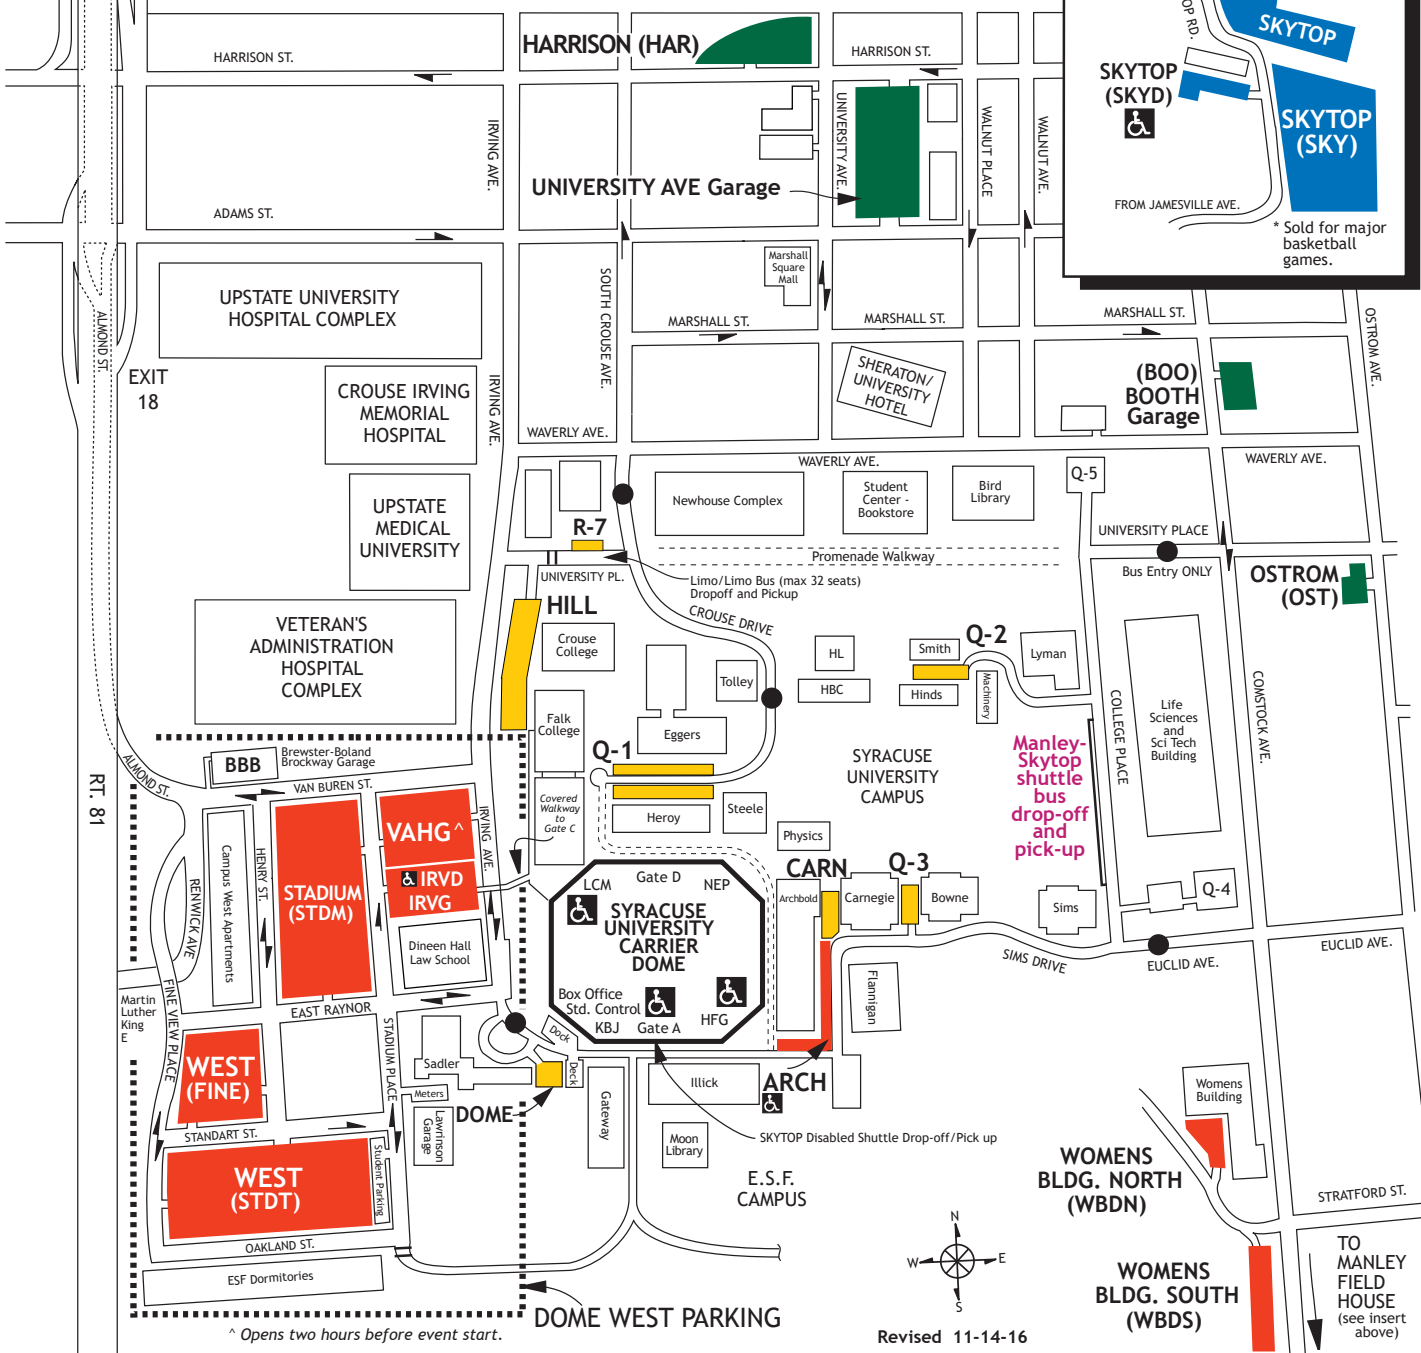 HARRISON ST.
HARRISON (HAR)
HARRISON ST.
OP RD.
SKYTOP
SKYTOP
(SKYD)
SKYTOP
(SKY)
FROM JAMESVILLE AVE.
* Sold for major
basketball
games.
IRVING AVE.
UNIVERSITY AVE.
WALNUT PLACE
WALNUT AVE.
UNIVERSITY AVE Garage
ADAMS ST.
Marshall
Square
Mall
UPSTATE UNIVERSITY
HOSPITAL COMPLEX
SOUTH CROUSE AVE.
MARSHALL ST.
MARSHALL ST.
MARSHALL ST.
OSTROM AVE.
ALMOND ST.
EXIT
18
CROUSE IRVING
MEMORIAL
HOSPITAL
IRVING AVE.
SHERATON/
UNIVERSITY
HOTEL
(BOO)
BOOTH
Garage
WAVERLY AVE.
WAVERLY AVE.
WAVERLY AVE.
UPSTATE
MEDICAL
UNIVERSITY
Newhouse Complex
Student
Center -
Bookstore
Bird
Library
Q-5
R-7
UNIVERSITY PLACE
Promenade Walkway
Bus Entry ONLY
UNIVERSITY PL.
Limo/Limo Bus (max 32 seats)
Dropoff and Pickup
OSTROM
(OST)
HILL
CROUSE DRIVE
VETERAN'S
ADMINISTRATION
HOSPITAL
COMPLEX
Crouse
College
HL
HBC
Smith
Q-2
Hinds
Machinery
Lyman
Tolley
Eggers
Falk
College
Q-1
COLLEGE PLACE
Life
Sciences
and
Sci Tech
Building
COMSTOCK AVE.
SYRACUSE
UNIVERSITY
CAMPUS
Manley-
Skytop
shuttle
bus
drop-off
and
pick-up
RT. 81
ALMOND ST.
BBB
Brewster-Boland
Brockway Garage
VAN BUREN ST.
Covered
Walkway
to
Gate C
Heroy
Steele
Physics
VAHG ^
IRVING AVE.
IRVD
IRVG
STADIUM
(STDM)
HENRY ST.
Campus West Apartments
RENWICK AVE
Dineen Hall
Law School
LCM
Gate D
NEP
SYRACUSE
UNIVERSITY
CARRIER
DOME
Box Office
Std. Control
KBJ
Gate A
HFG
CARN
Archbold
Carnegie
Q-3
Bowne
Sims
Q-4
SIMS DRIVE
EUCLID AVE.
EUCLID AVE.
Flannigan
Martin
Luther
King
E
FINE VIEW PLACE
EAST RAYNOR
STADIUM PLACE
Sadler
Dock
Deck
Meters
DOME
Lawrinson
Garage
Gateway
Illick
ARCH
Moon
Library
SKYTOP Disabled Shuttle Drop-off/Pick up
E.S.F.
CAMPUS
WEST
(FINE)
STANDART ST.
WEST
(STDT)
Student Parking
OAKLAND ST.
ESF Dormitories
DOME WEST PARKING
^ Opens two hours before event start.
Womens
Building
WOMENS
BLDG. NORTH
(WBDN)
STRATFORD ST.
WOMENS
BLDG. SOUTH
(WBDS)
TO
MANLEY
FIELD
HOUSE
(see insert
above)
N
W
E
S
Revised 11-14-16